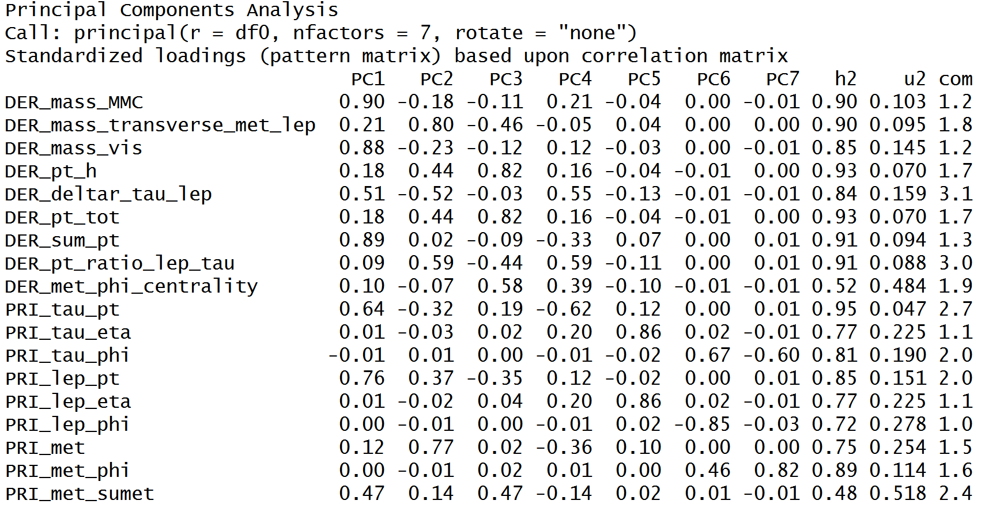 Principal Components Analysis
Call: principal(r = df0, nfactors = 7, rotate = "none")
Standardized loadings (pattern matrix) based upon correlation matrix
                              PC1   PC2   PC3   PC4   PC5   PC6   PC7   h2    u2 com
DER_mass_MMC                 0.90 -0.18 -0.11  0.21 -0.04  0.00 -0.01 0.90 0.103 1.2
DER_mass_transverse_met_lep  0.21  0.80 -0.46 -0.05  0.04  0.00  0.00 0.90 0.095 1.8
DER_mass_vis                 0.88 -0.23 -0.12  0.12 -0.03  0.00 -0.01 0.85 0.145 1.2
DER_pt_h                     0.18  0.44  0.82  0.16 -0.04 -0.01  0.00 0.93 0.070 1.7
DER_deltar_tau_lep           0.51 -0.52 -0.03  0.55 -0.13 -0.01 -0.01 0.84 0.159 3.1
DER_pt_tot                   0.18  0.44  0.82  0.16 -0.04 -0.01  0.00 0.93 0.070 1.7
DER_sum_pt                   0.89  0.02 -0.09 -0.33  0.07  0.00  0.01 0.91 0.094 1.3
DER_pt_ratio_lep_tau         0.09  0.59 -0.44  0.59 -0.11  0.00  0.01 0.91 0.088 3.0
DER_met_phi_centrality       0.10 -0.07  0.58  0.39 -0.10 -0.01 -0.01 0.52 0.484 1.9
PRI_tau_pt                   0.64 -0.32  0.19 -0.62  0.12  0.00  0.01 0.95 0.047 2.7
PRI_tau_eta                  0.01 -0.03  0.02  0.20  0.86  0.02 -0.01 0.77 0.225 1.1
PRI_tau_phi                 -0.01  0.01  0.00 -0.01 -0.02  0.67 -0.60 0.81 0.190 2.0
PRI_lep_pt                   0.76  0.37 -0.35  0.12 -0.02  0.00  0.01 0.85 0.151 2.0
PRI_lep_eta                  0.01 -0.02  0.04  0.20  0.86  0.02 -0.01 0.77 0.225 1.1
PRI_lep_phi                  0.00 -0.01  0.00 -0.01  0.02 -0.85 -0.03 0.72 0.278 1.0
PRI_met                      0.12  0.77  0.02 -0.36  0.10  0.00  0.00 0.75 0.254 1.5
PRI_met_phi                  0.00 -0.01  0.02  0.01  0.00  0.46  0.82 0.89 0.114 1.6
PRI_met_sumet                0.47  0.14  0.47 -0.14  0.02  0.01 -0.01 0.48 0.518 2.4